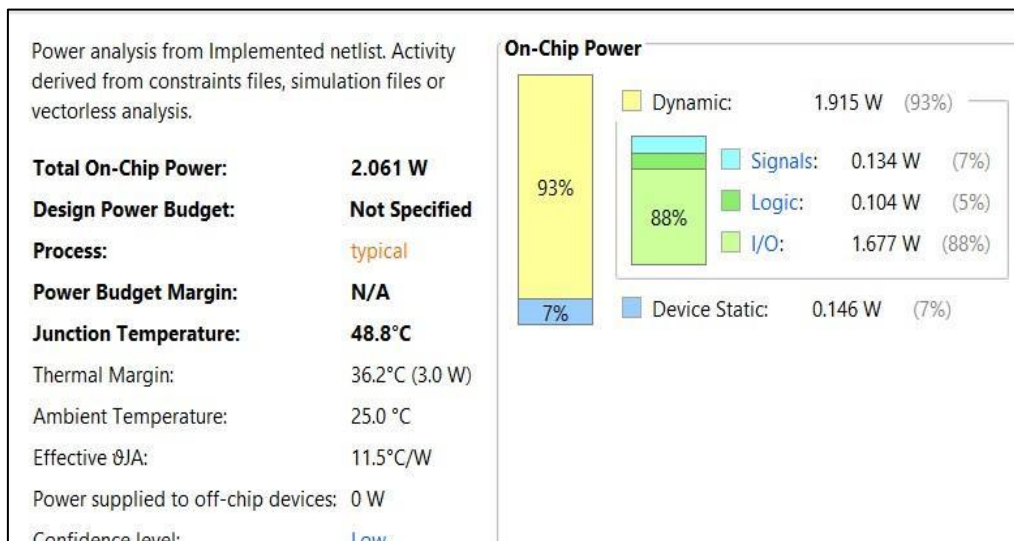 Power analysis from Implemented netlist. Activity
derived from constraints files, simulation files or
vectorless analysis.
Total On-Chip Power: 2.061 W
Design Power Budget: Not Specified
Process: typical
Power Budget Margin: N/A
Junction Temperature: 48.8°C
Thermal Margin: 36.2°C (3.0 W)
Ambient Temperature: 25.0 °C
Effective ϑJA: 11.5°C/W
Power supplied to off-chip devices: 0 W
Confidence level: Low
On-Chip Power
93%
7%
Dynamic: 1.915 W (93%)
88%
Signals: 0.134 W (7%)
Logic: 0.104 W (5%)
I/O: 1.677 W (88%)
Device Static: 0.146 W (7%)